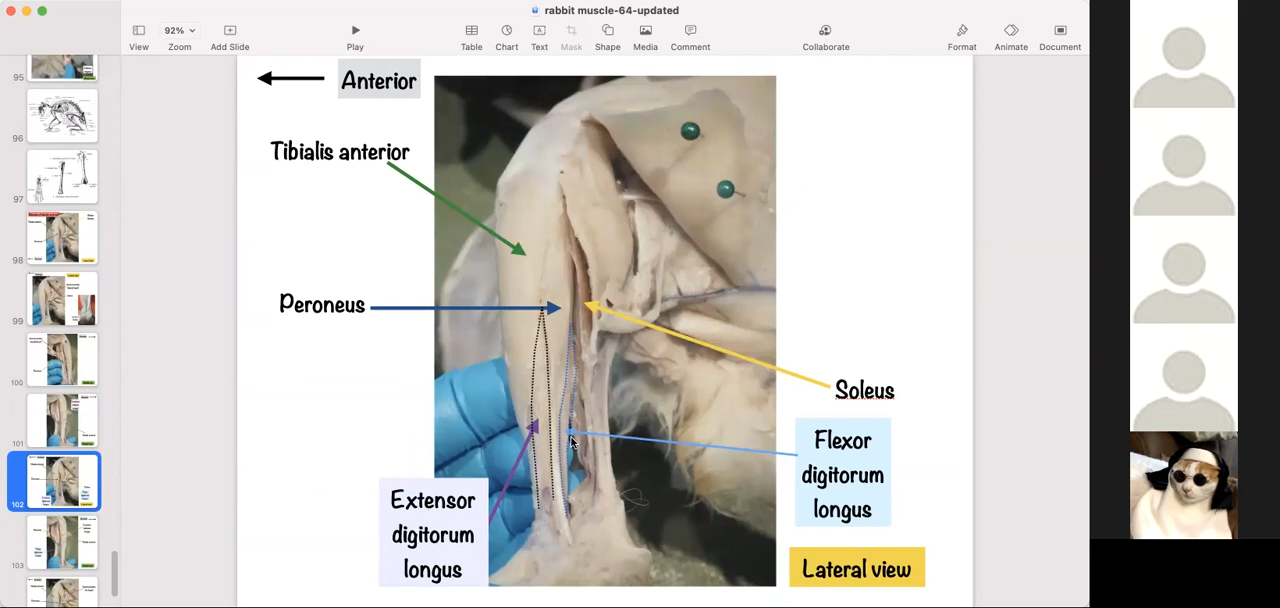 rabbit muscle-64-updated
92%
View
Zoom
Add Slide
Play
Table
Chart
Text
Mask
Shape
Media
Comment
Collaborate
Format
Animate
Document
95
96
97
98
99
100
101
102
103
Anterior
Tibialis anterior
Peroneus
Soleus
Flexor
digitorum
longus
Extensor
digitorum
longus
Lateral view